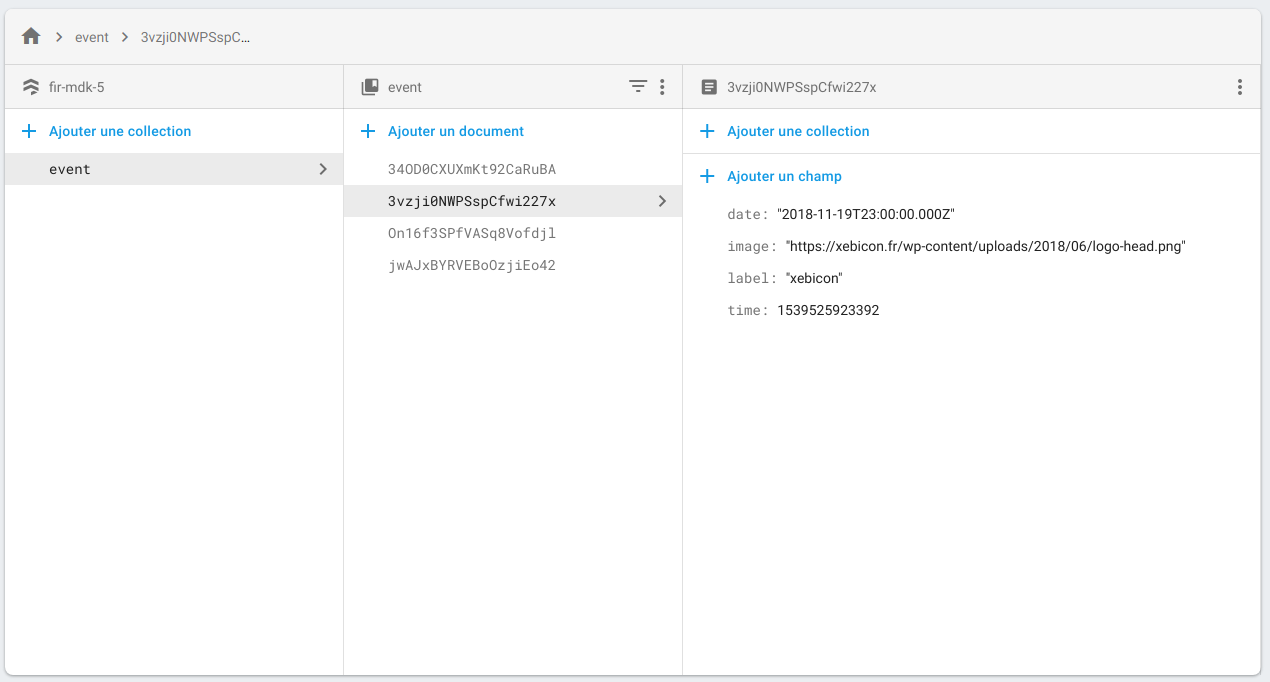 event
3vzji0NWPSspC...
fir-mdk-5
Ajouter une collection
event
event
Ajouter un document
34OD0CXUXmKt92CaRuBA
3vzji0NWPSspCfwi227x
On16f3SPfVASq8Vofdjl
jwAJxBYRVEBoOzjiEo42
3vzji0NWPSspCfwi227x
Ajouter une collection
Ajouter un champ
date: "2018-11-19T23:00:00.000Z"
image: "https://xebicon.fr/wp-content/uploads/2018/06/logo-head.png"
label: "xebicon"
time: 1539525923392